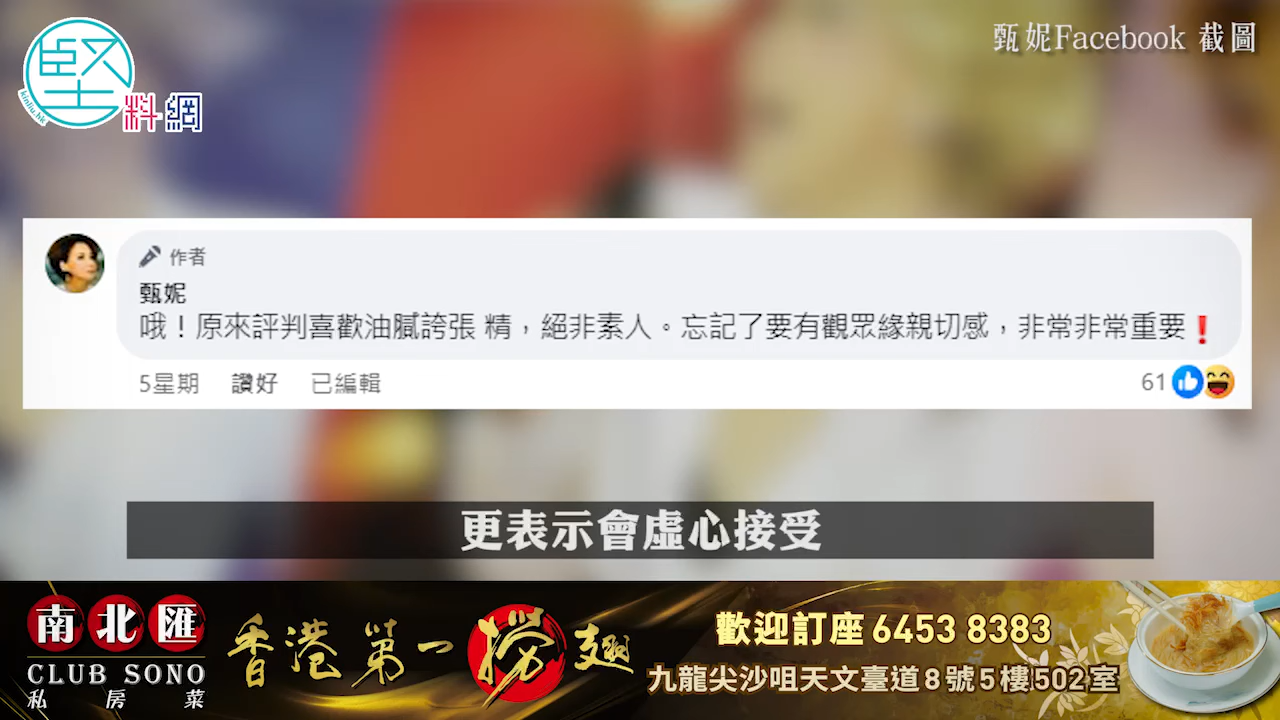 堅料網
kinliu.hk
甄妮Facebook 截圖
作者
甄妮
哦！原來評判喜歡油膩誇張 精，絕非素人。忘記了要有觀眾緣親切感，非常非常重要❗
5星期 讚好 已編輯 61
更表示會虛心接受
南北匯
CLUB SONO
私房菜
香港第一撈翅
歡迎訂座 6453 8383
九龍尖沙咀天文臺道8號5樓502室